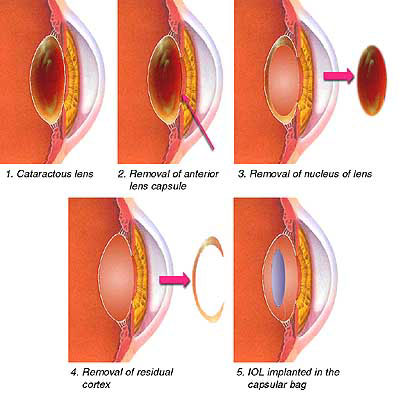 1. Cataractous lens
2. Removal of anterior
lens capsule
3. Removal of nucleus of lens
4. Removal of residual
cortex
5. IOL implanted in the
capsular bag